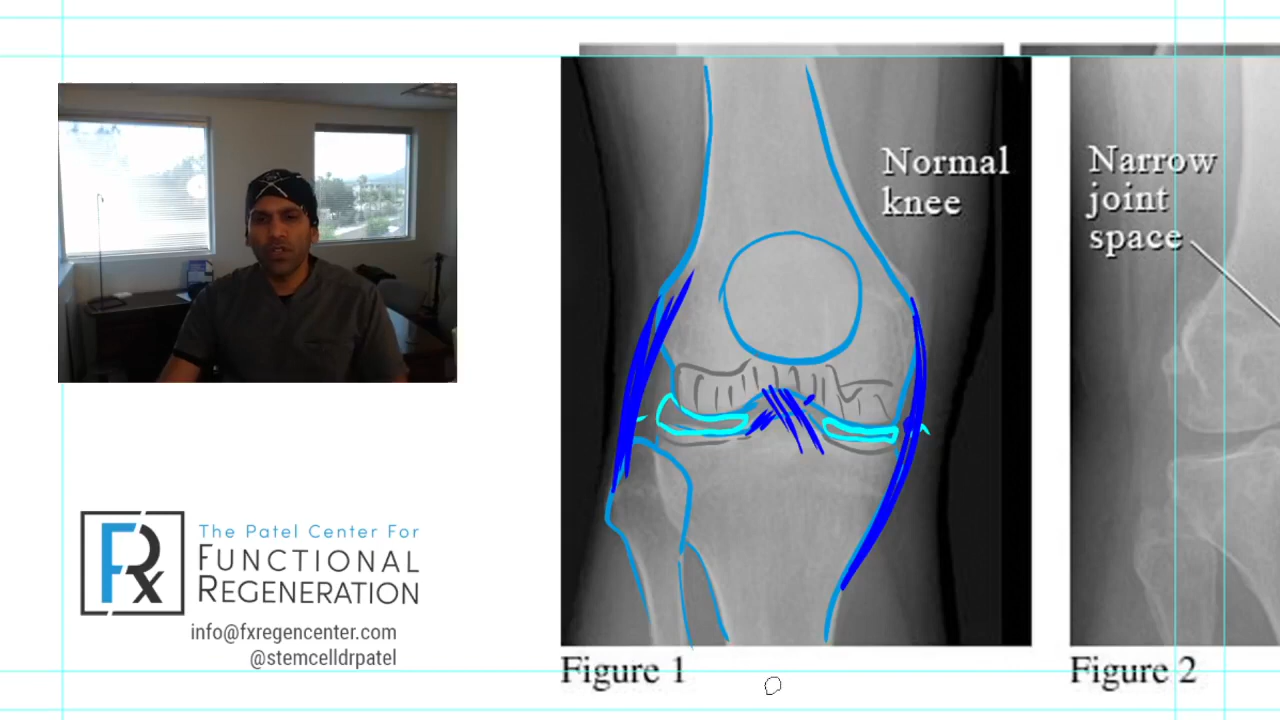 The Patel Center For
FUNCTIONAL
REGENERATION
FRx
info@fxregencenter.com
@stemcelldrpatel
Normal
knee
Figure 1
Narrow
joint
space
Figure 2